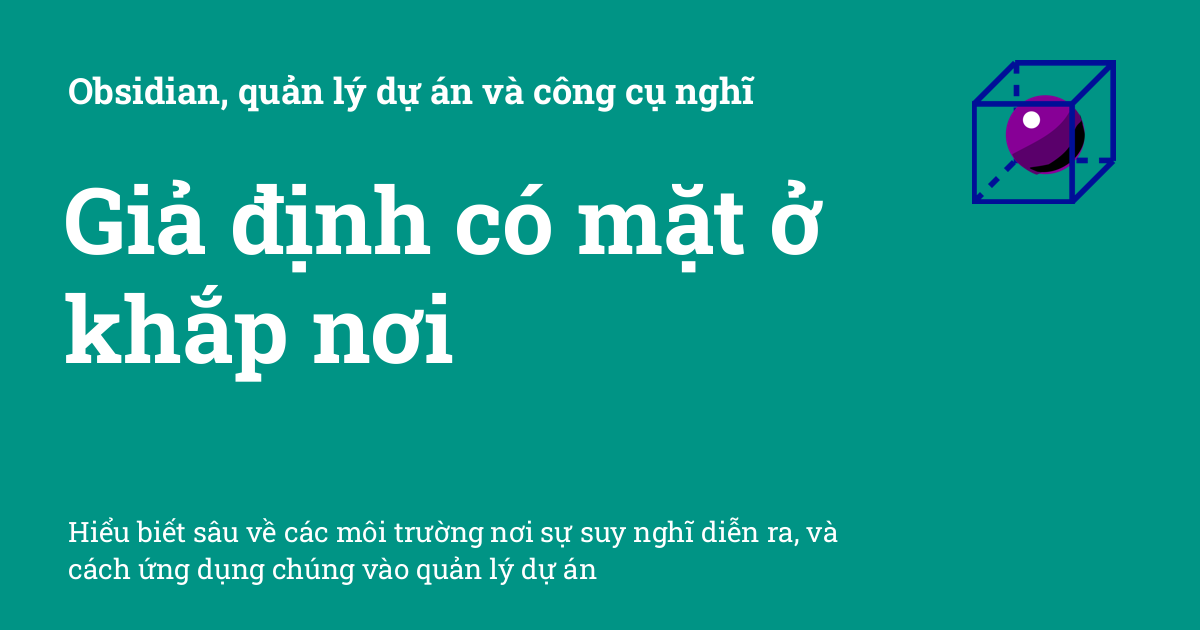 Obsidian, quản lý dự án và công cụ nghĩ
Giả định có mặt ở
khắp nơi
Hiểu biết sâu về các môi trường nơi sự suy nghĩ diễn ra, và
cách ứng dụng chúng vào quản lý dự án